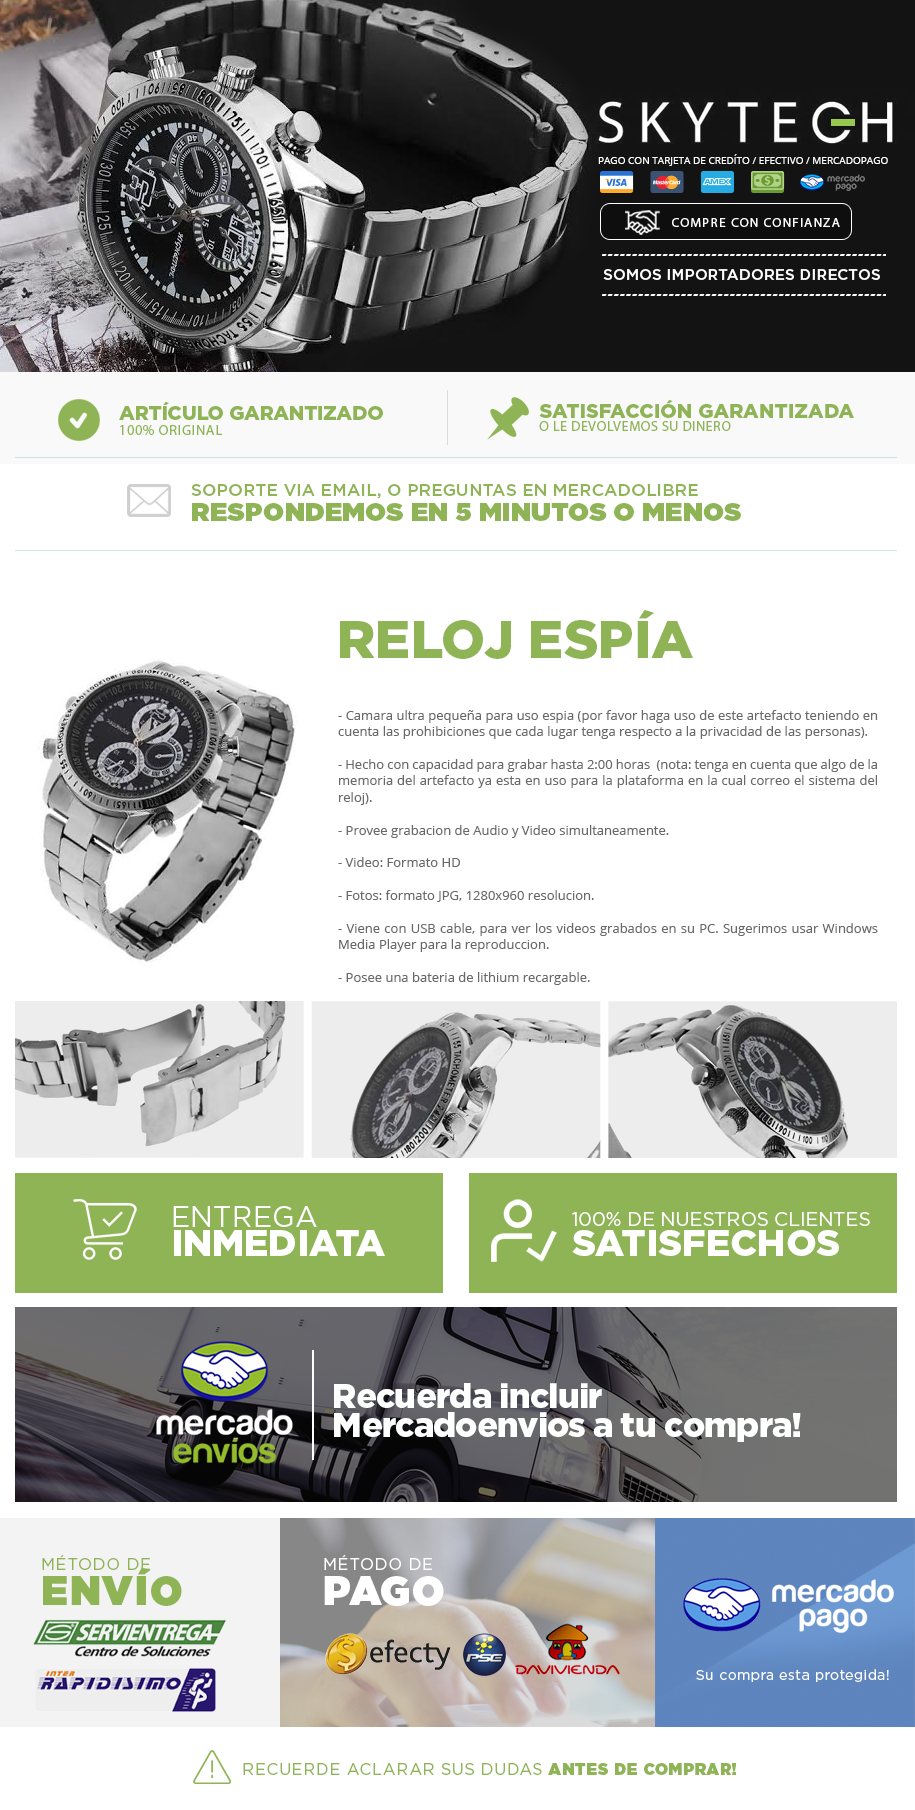 SKYTECH
PAGO CON TARJETA DE CREDÍTO / EFECTIVO / MERCADOPAGO
VISA MasterCard AMEX mercado pago
COMPRE CON CONFIANZA
SOMOS IMPORTADORES DIRECTOS
ARTÍCULO GARANTIZADO
100% ORIGINAL
SATISFACCIÓN GARANTIZADA
O LE DEVOLVEMOS SU DINERO
SOPORTE VIA EMAIL, O PREGUNTAS EN MERCADOLIBRE
RESPONDEMOS EN 5 MINUTOS O MENOS
RELOJ ESPÍA
- Camara ultra pequeña para uso espia (por favor haga uso de este artefacto teniendo en
cuenta las prohibiciones que cada lugar tenga respecto a la privacidad de las personas).
- Hecho con capacidad para grabar hasta 2:00 horas (nota: tenga en cuenta que algo de la
memoria del artefacto ya esta en uso para la plataforma en la cual correo el sistema del
reloj).
- Provee grabacion de Audio y Video simultaneamente.
- Video: Formato HD
- Fotos: formato JPG, 1280x960 resolucion.
- Viene con USB cable, para ver los videos grabados en su PC. Sugerimos usar Windows
Media Player para la reproduccion.
- Posee una bateria de lithium recargable.
ENTREGA
INMEDIATA
100% DE NUESTROS CLIENTES
SATISFECHOS
mercado
envios
Recuerda incluir
Mercadoenvios a tu compra!
MÉTODO DE
ENVÍO
SERVIENTREGA
Centro de Soluciones
INTER
RAPIDISIMO
MÉTODO DE
PAGO
efecty PSE DAVIVIENDA
mercado
pago
Su compra esta protegida!
RECUERDE ACLARAR SUS DUDAS ANTES DE COMPRAR!